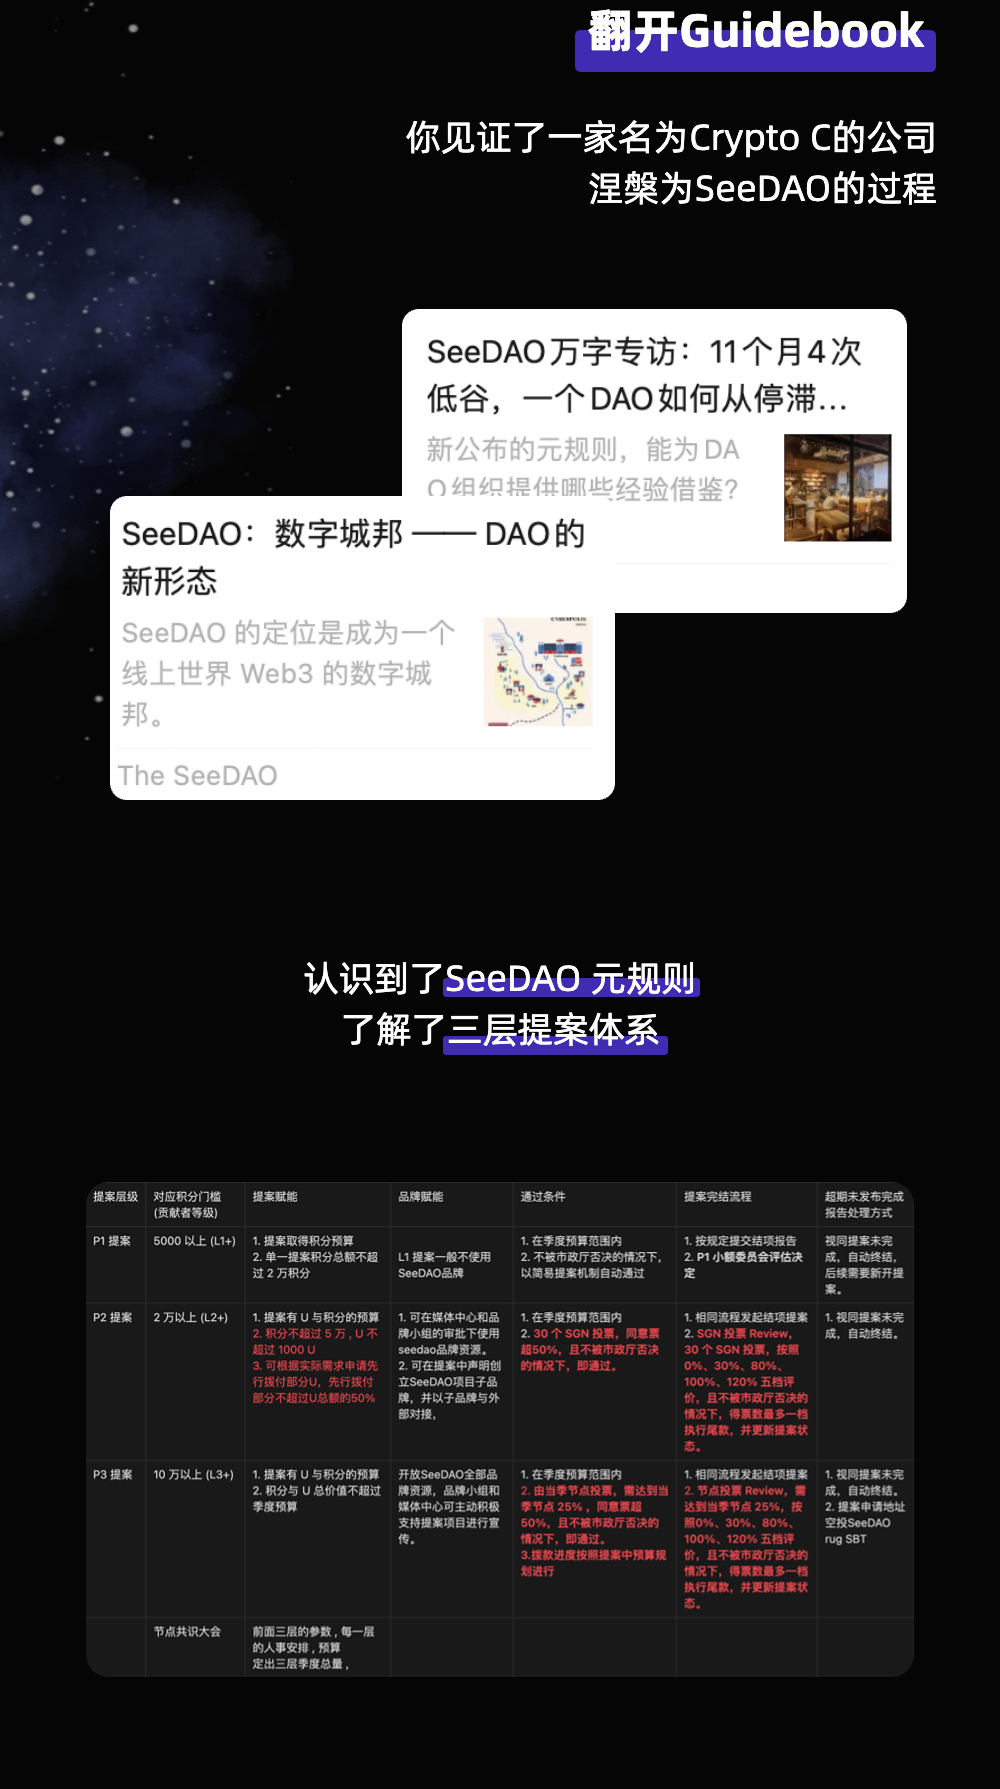 翻开Guidebook
你见证了一家名为Crypto C的公司
涅槃为SeeDAO的过程
SeeDAO万字专访：11个月4次
低谷，一个DAO如何从停滞...
新公布的元规则，能为DA
O组织提供哪些经验借鉴?
SeeDAO：数字城邦 —— DAO的
新形态
SeeDAO 的定位是成为一个
线上世界 Web3 的数字城
邦。
The SeeDAO
认识到了SeeDAO 元规则
了解了三层提案体系
提案层级
对应积分门槛
(贡献者等级)
提案赋能
品牌赋能
通过条件
提案完结流程
超期未发布完成
报告处理方式
P1 提案
5000 以上 (L1+)
1. 提案取得积分预算
2. 单一提案积分总额不超
过 2 万积分
L1 提案一般不使用
SeeDAO品牌
1. 在季度预算范围内
2. 不被市政厅否决的情况下，
以简易提案机制自动通过
1. 按规定提交结项报告
2. P1 小额委员会评估决
定
视同提案未完
成，自动终结，
后续需要新开提
案。
P2 提案
2 万以上 (L2+)
1. 提案有 U 与积分的预算
2. 积分不超过 5 万 , U 不
超过 1000 U
3. 可根据实际需求申请先
行拨付部分U，先行拨付
部分不超过U总额的50%
1. 可在媒体中心和品
牌小组的审批下使用
seedao品牌资源。
2. 可在提案中声明创
立SeeDAO项目子品
牌，并以子品牌与外
部对接，
1. 在季度预算范围内
2. 30 个 SGN 投票，同意票
超50%，且不被市政厅否决
的情况下，即通过。
1. 相同流程发起结项提案
2. SGN 投票 Review，
30 个 SGN 投票，按照
0%、30%、80%、
100%、120% 五档评
价，且不被市政厅否决的
情况下，得票数最多一档
执行尾款，并更新提案状
态。
1. 视同提案未完
成，自动终结。
P3 提案
10 万以上 (L3+)
1. 提案有 U 与积分的预算
2. 积分与 U 总价值不超过
季度预算
开放SeeDAO全部品
牌资源，品牌小组和
媒体中心可主动积极
支持提案项目进行宣
传。
1. 在季度预算范围内
2. 由当季节点投票，需达到当
季节点 25% ，同意票超
50%，且不被市政厅否决的
情况下，即通过。
3.拨款进度按照提案中预算规
划进行
1. 相同流程发起结项提案
2. 节点投票 Review，需
达到当季节点 25%，按
照0%、30%、80%、
100%、120% 五档评
价，且不被市政厅否决的
情况下，得票数最多一档
执行尾款，并更新提案状
态。
1. 视同提案未完
成，自动终结。
2. 提案申请地址
空投SeeDAO
rug SBT
节点共识大会
前面三层的参数 , 每一层
的人事安排 , 预算
定出三层季度总量 ,